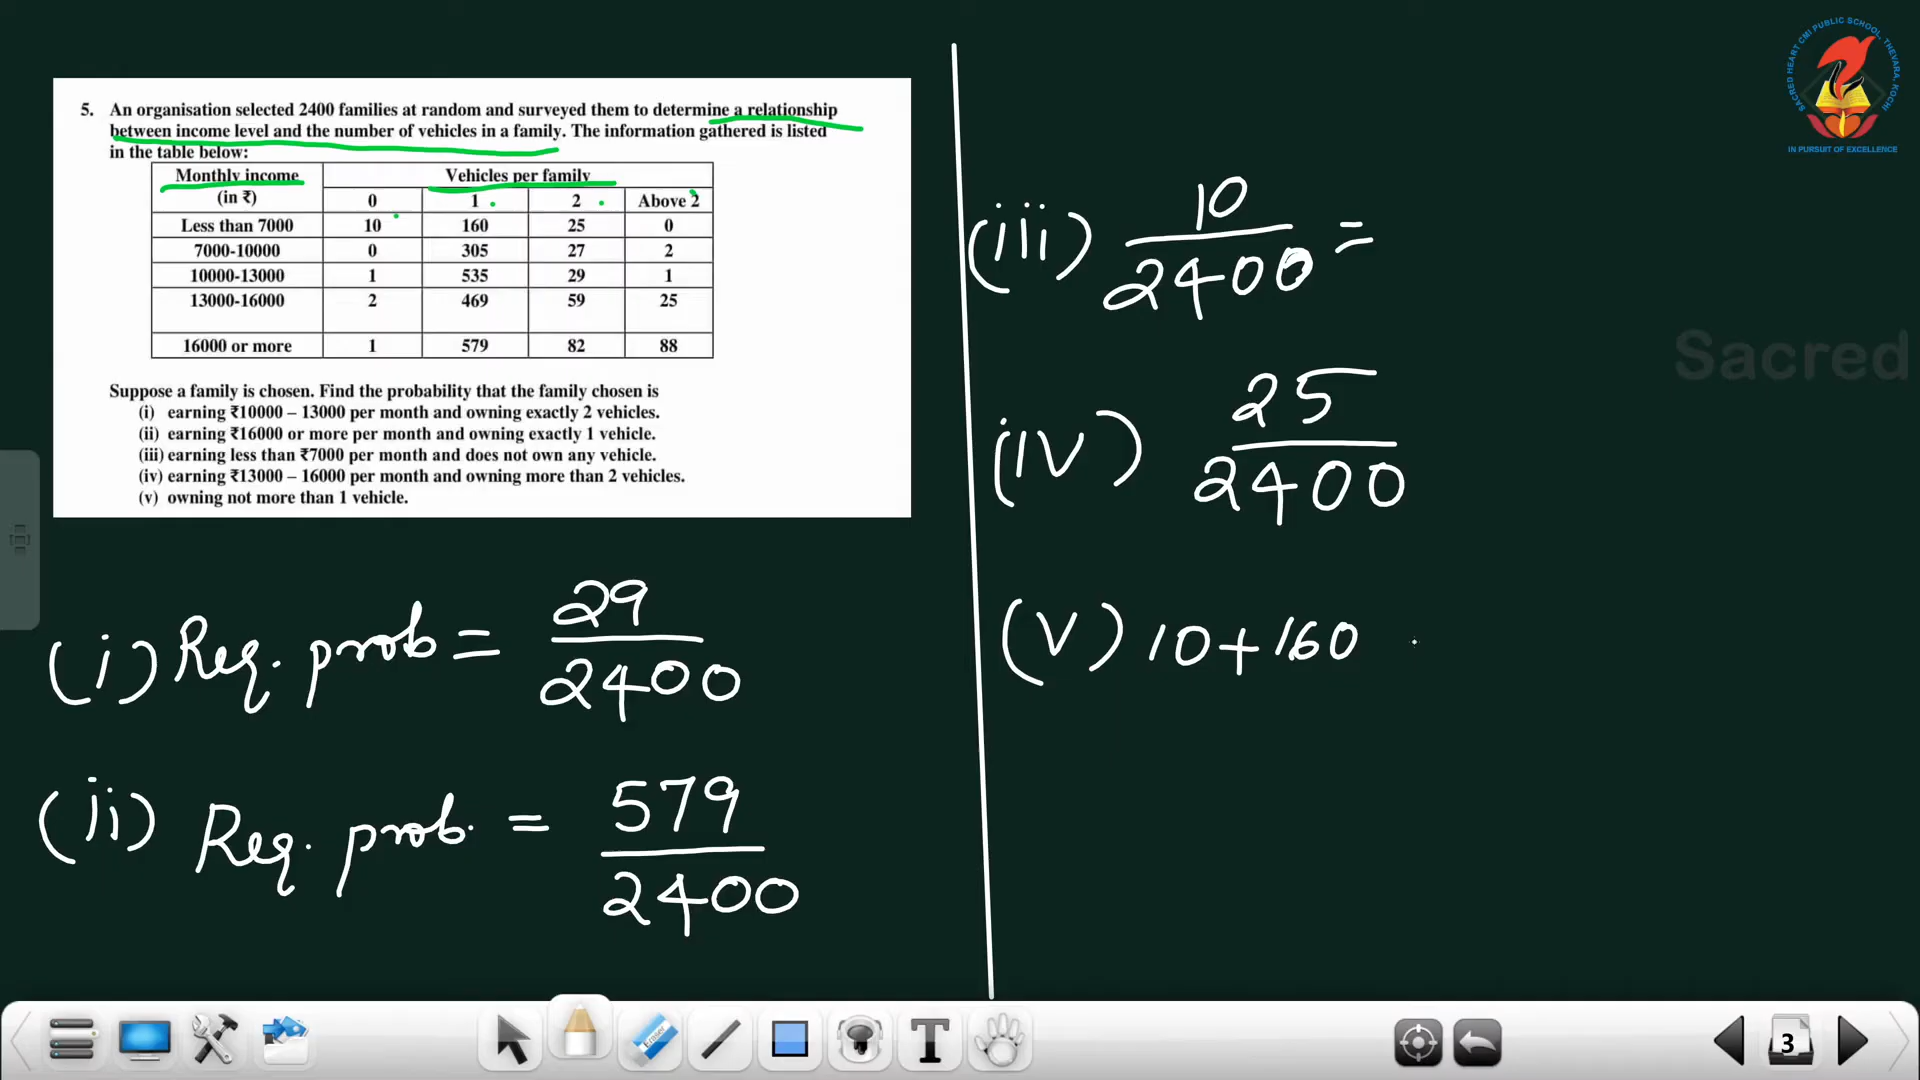 5. An organisation selected 2400 families at random and surveyed them to determine a relationship
between income level and the number of vehicles in a family. The information gathered is listed
in the table below:
Monthly income Vehicles per family
(in ₹) 0 1 2 Above 2
Less than 7000 10 160 25 0
7000-10000 0 305 27 2
10000-13000 1 535 29 1
13000-16000 2 469 59 25
16000 or more 1 579 82 88
Suppose a family is chosen. Find the probability that the family chosen is
(i) earning ₹10000 – 13000 per month and owning exactly 2 vehicles.
(ii) earning ₹16000 or more per month and owning exactly 1 vehicle.
(iii) earning less than ₹7000 per month and does not own any vehicle.
(iv) earning ₹13000 – 16000 per month and owning more than 2 vehicles.
(v) owning not more than 1 vehicle.
(i) Req. prob = 29
2400
(ii) Req. prob. = 579
2400
(iii) 10
2400 =
(iv) 25
2400
(v) 10+160
SACRED HEART CMI PUBLIC SCHOOL, THEVARA, KOCHI
IN PURSUIT OF EXCELLENCE
Sacred
Eraser
T
3